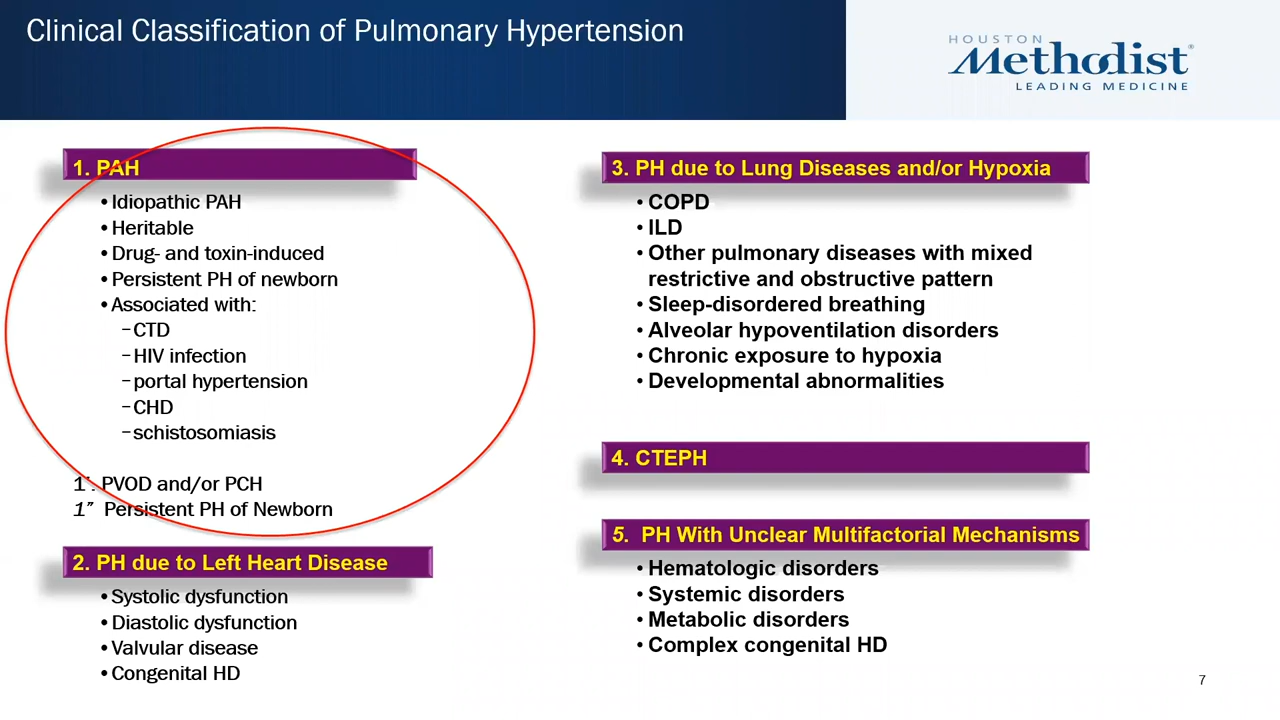 Clinical Classification of Pulmonary Hypertension
HOUSTON
Methodist®
LEADING MEDICINE
1. PAH
• Idiopathic PAH
• Heritable
• Drug- and toxin-induced
• Persistent PH of newborn
• Associated with:
–CTD
–HIV infection
–portal hypertension
–CHD
–schistosomiasis
1'. PVOD and/or PCH
1” Persistent PH of Newborn
2. PH due to Left Heart Disease
• Systolic dysfunction
• Diastolic dysfunction
• Valvular disease
• Congenital HD
3. PH due to Lung Diseases and/or Hypoxia
• COPD
• ILD
• Other pulmonary diseases with mixed
restrictive and obstructive pattern
• Sleep-disordered breathing
• Alveolar hypoventilation disorders
• Chronic exposure to hypoxia
• Developmental abnormalities
4. CTEPH
5. PH With Unclear Multifactorial Mechanisms
• Hematologic disorders
• Systemic disorders
• Metabolic disorders
• Complex congenital HD
7